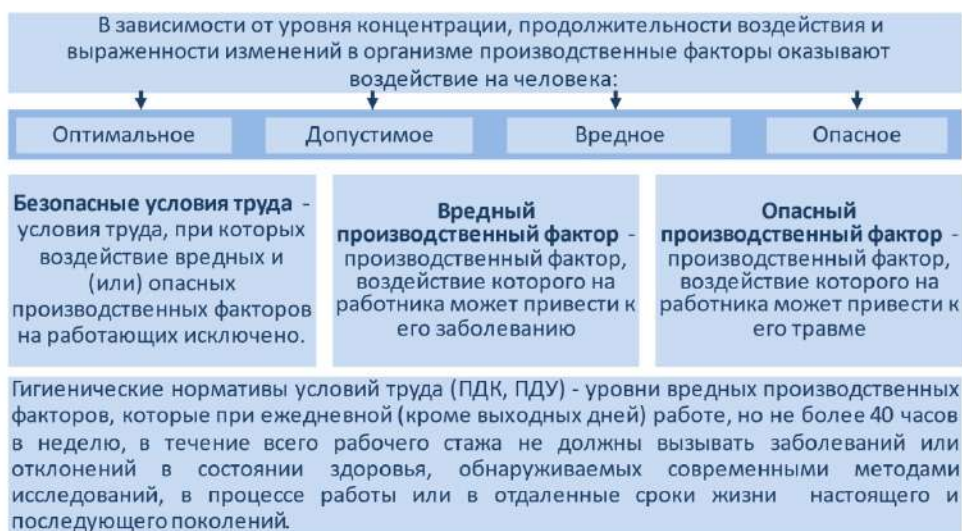 В зависимости от уровня концентрации, продолжительности воздействия и
выраженности изменений в организме производственные факторы оказывают
воздействие на человека:
Оптимальное
Допустимое
Вредное
Опасное
Безопасные условия труда -
условия труда, при которых
воздействие вредных и
(или) опасных
производственных факторов
на работающих исключено.
Вредный
производственный фактор -
производственный фактор,
воздействие которого на
работника может привести к
его заболеванию
Опасный
производственный фактор -
производственный фактор,
воздействие которого на
работника может привести к
его травме
Гигиенические нормативы условий труда (ПДК, ПДУ) - уровни вредных производственных
факторов, которые при ежедневной (кроме выходных дней) работе, но не более 40 часов
в неделю, в течение всего рабочего стажа не должны вызывать заболеваний или
отклонений в состоянии здоровья, обнаруживаемых современными методами
исследований, в процессе работы или в отдаленные сроки жизни настоящего и
последующего поколений.